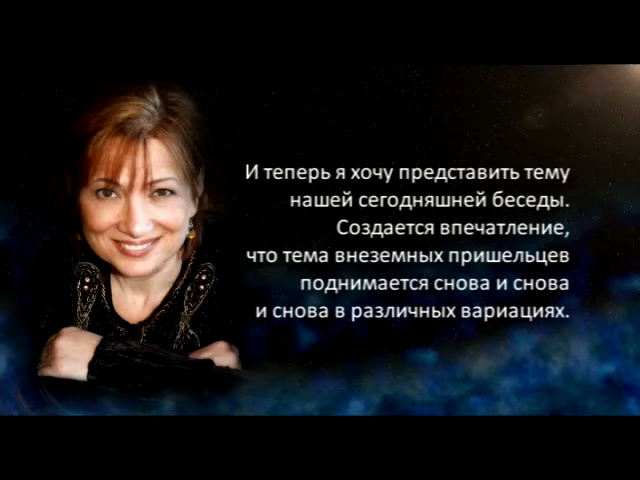 И теперь я хочу представить тему
нашей сегодняшней беседы.
Создается впечатление,
что тема внеземных пришельцев
поднимается снова и снова
и снова в различных вариациях.